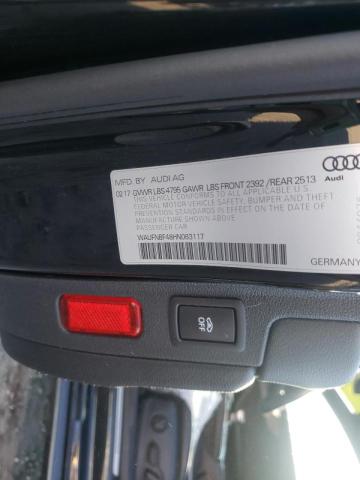 MFD BY AUDI AG
02 17 GVWR LBS 4795 GAWR LBS FRONT 2392 / REAR 2513
THIS VEHICLE CONFORMS TO ALL APPLICABLE U.S.
FEDERAL MOTOR VEHICLE SAFETY, BUMPER, AND
THEFT PREVENTION STANDARDS IN EFFECT ON THE
DATE OF MANUFACTURE SHOWN ABOVE
PASSENGER CAR
WAUFNBF48HN063117
Audi
GERMANY
OFF